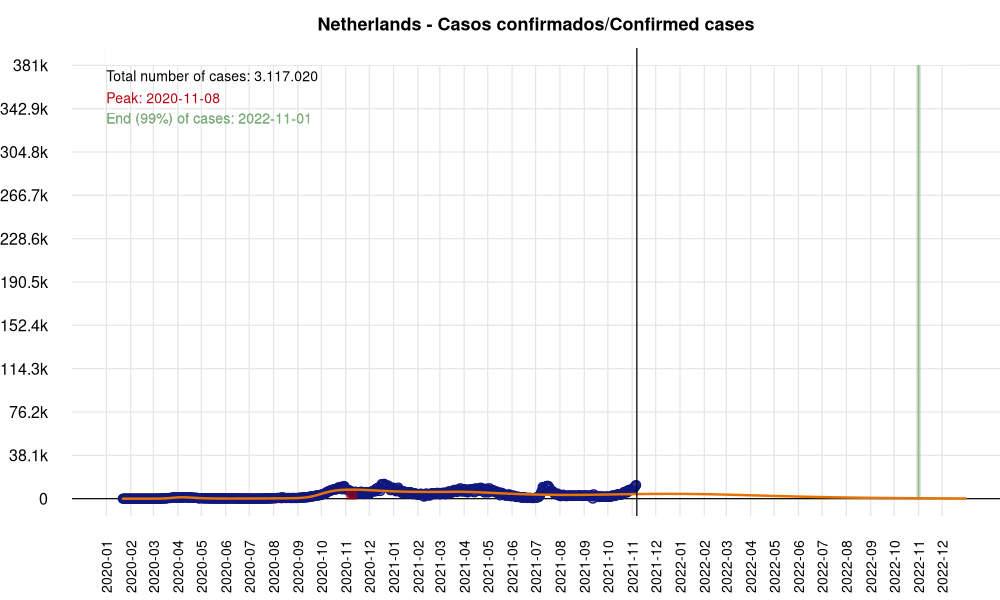 Netherlands - Casos confirmados/Confirmed cases
Total number of cases: 3.117.020
Peak: 2020-11-08
End (99%) of cases: 2022-11-01
381k
342.9k
304.8k
266.7k
228.6k
190.5k
152.4k
114.3k
76.2k
38.1k
0
2020-01
2020-02
2020-03
2020-04
2020-05
2020-06
2020-07
2020-08
2020-09
2020-10
2020-11
2020-12
2021-01
2021-02
2021-03
2021-04
2021-05
2021-06
2021-07
2021-08
2021-09
2021-10
2021-11
2021-12
2022-01
2022-02
2022-03
2022-04
2022-05
2022-06
2022-07
2022-08
2022-09
2022-10
2022-11
2022-12